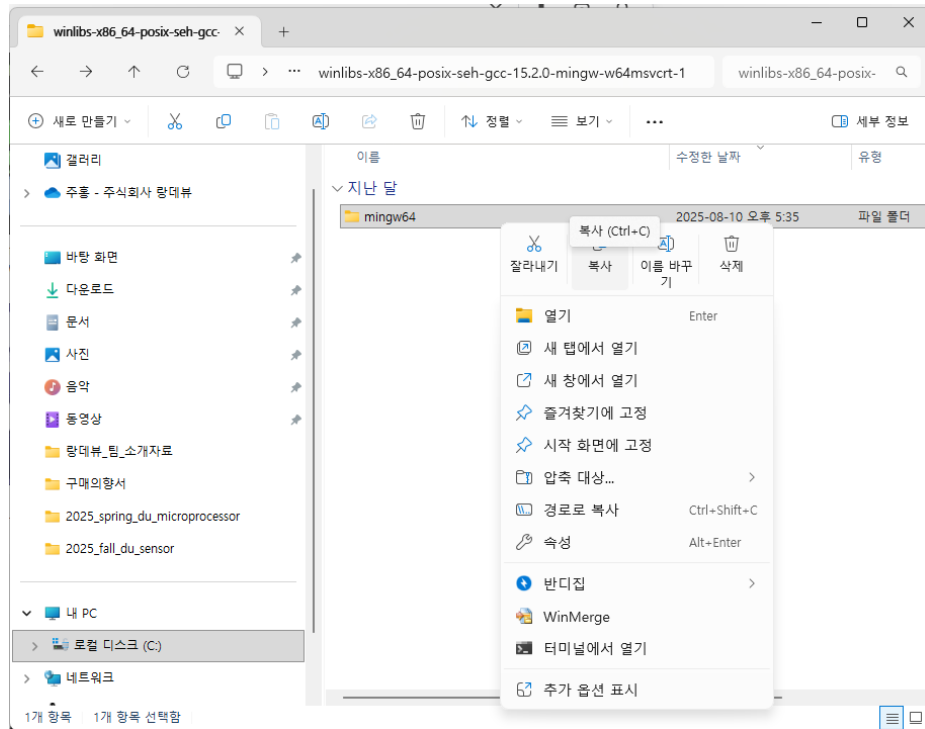 winlibs-x86_64-posix-seh-gcc-
winlibs-x86_64-posix-seh-gcc-15.2.0-mingw-w64msvcrt-1
winlibs-x86_64-posix-
새로 만들기
정렬
보기
세부 정보
갤러리
주홍 - 주식회사 랑데뷰
바탕 화면
다운로드
문서
사진
음악
동영상
랑데뷰_팀_소개자료
구매의향서
2025_spring_du_microprocessor
2025_fall_du_sensor
내 PC
로컬 디스크 (C:)
네트워크
이름
수정한 날짜
유형
지난 달
mingw64
2025-08-10 오후 5:35
파일 폴더
복사 (Ctrl+C)
잘라내기
복사
이름 바꾸
기
삭제
열기 Enter
새 탭에서 열기
새 창에서 열기
즐겨찾기에 고정
시작 화면에 고정
압축 대상...
경로로 복사 Ctrl+Shift+C
속성 Alt+Enter
반디집
WinMerge
터미널에서 열기
추가 옵션 표시
1개 항목
1개 항목 선택함